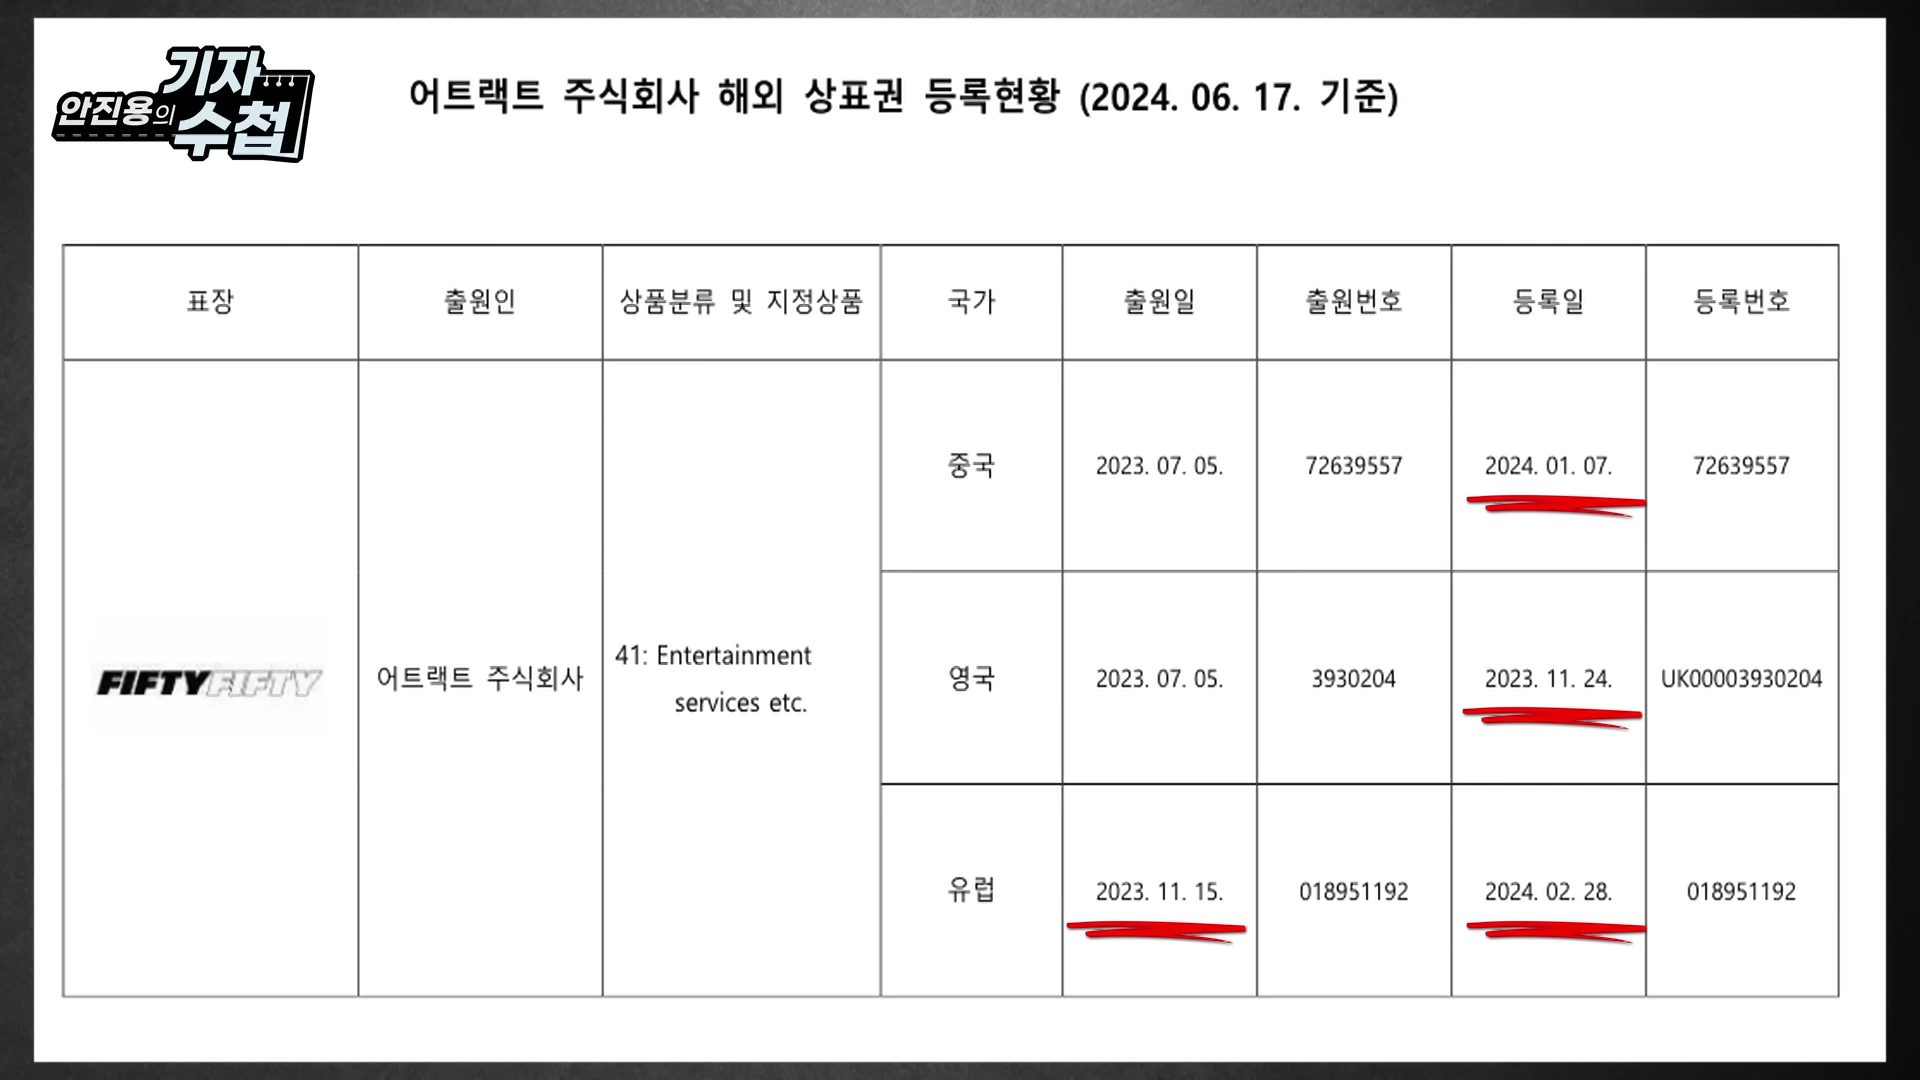 안진용의 기자 수첩
어트랙트 주식회사 해외 상표권 등록현황 (2024. 06. 17. 기준)
표장 출원인 상품분류 및 지정상품 국가 출원일 출원번호 등록일 등록번호
중국 2023. 07. 05. 72639557 2024. 01. 07. 72639557
FIFTYFIFTY 어트랙트 주식회사 41: Entertainment
services etc.
영국 2023. 07. 05. 3930204 2023. 11. 24. UK00003930204
유럽 2023. 11. 15. 018951192 2024. 02. 28. 018951192